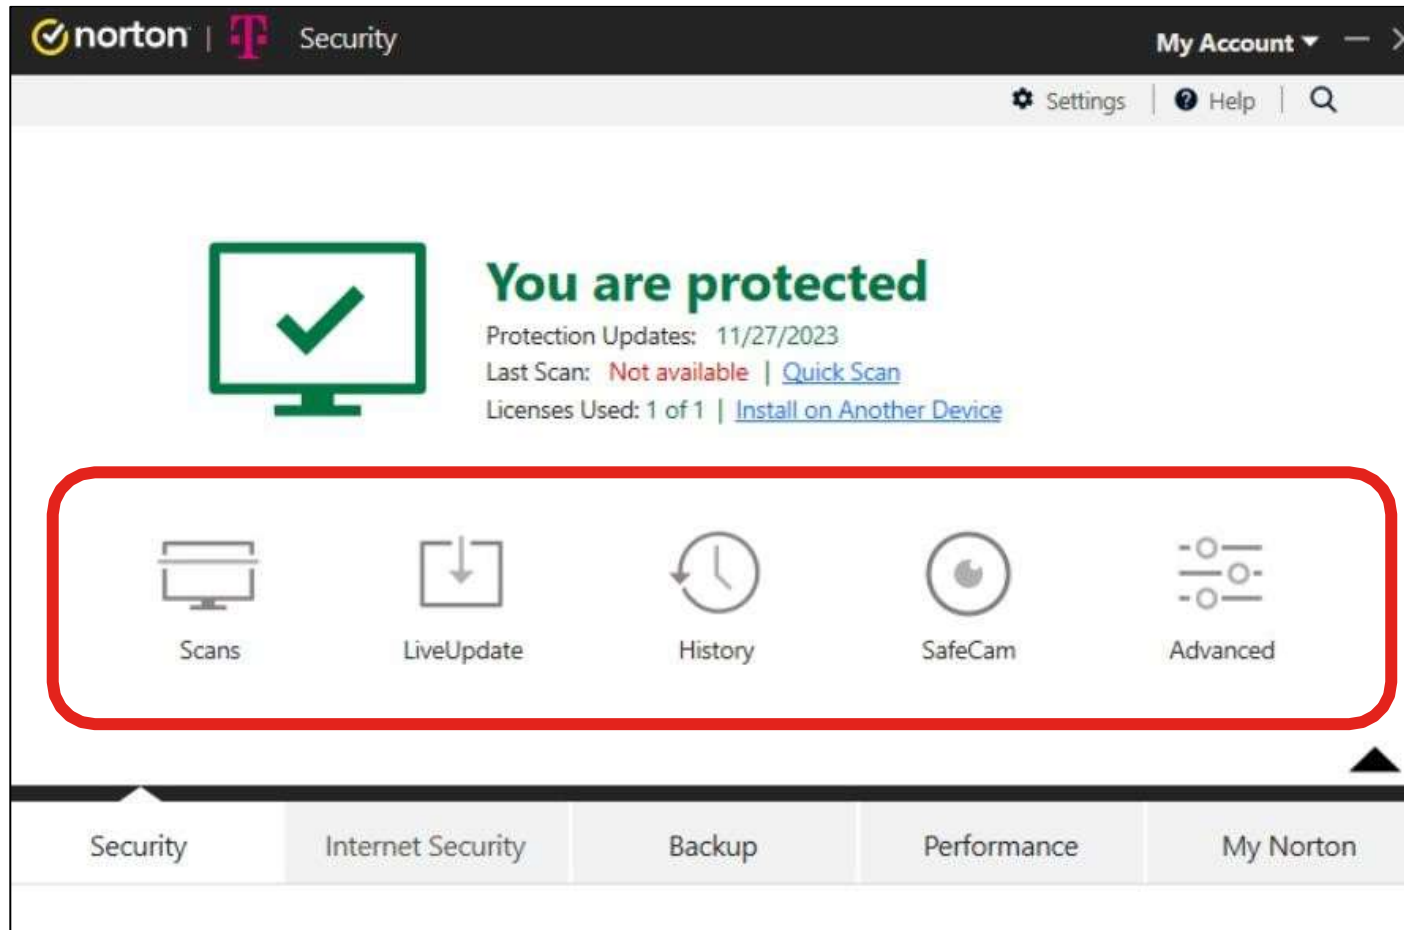 norton | T Security
My Account
Settings | Help |
You are protected
Protection Updates: 11/27/2023
Last Scan: Not available | Quick Scan
Licenses Used: 1 of 1 | Install on Another Device
Scans LiveUpdate History SafeCam Advanced
Security Internet Security Backup Performance My Norton